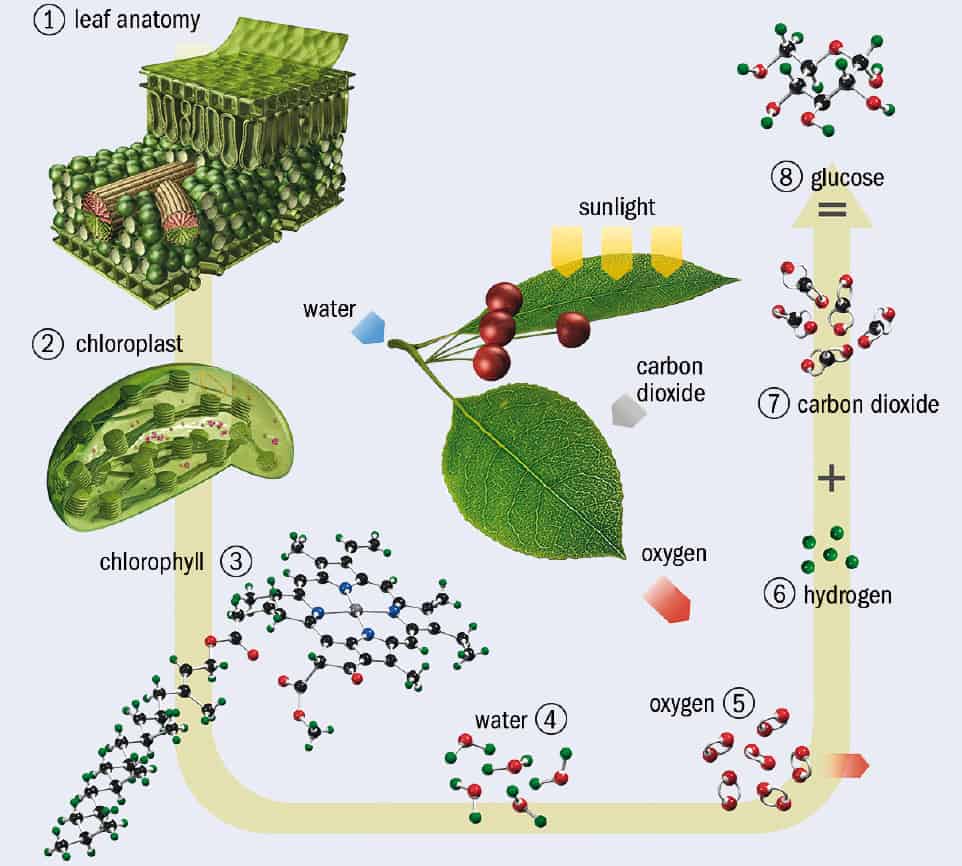 ① leaf anatomy
② chloroplast
chlorophyll ③
water ④
oxygen ⑤
⑥ hydrogen
+
⑦ carbon dioxide
=
⑧ glucose
sunlight
water
carbon
dioxide
oxygen